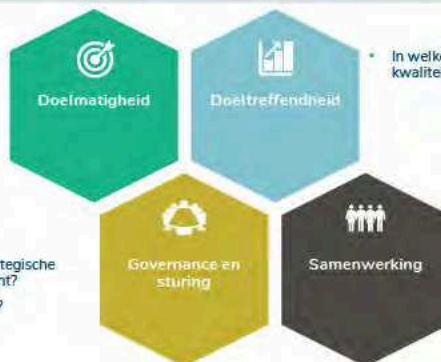 In welke
kwalite
Doelmatigheid
Doeltreffendheid
tegische
nt?
?
Governance en
sturing
Samenwerking